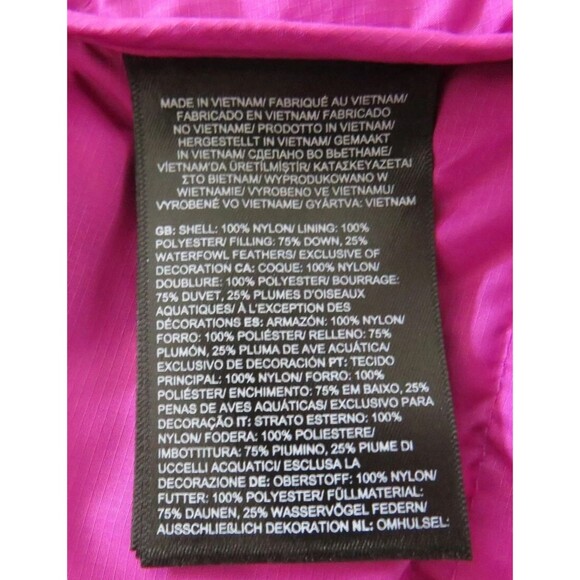 MADE IN VIETNAM/ FABRIQUÉ AU VIETNAM/
FABRICADO EN VIETNAM/ FABRICADO
NO VIETNAME/ PRODOTTO IN VIETNAM/
HERGESTELLT IN VIETNAM/ GEMAAKT
IN VIETNAM/ СДЕЛАНО ВО ВЬЕТНАМЕ/
VİETNAM'DA ÜRETİLMİŞTİR/ ΚΑΤΑΣΚΕΥΑΖΕΤΑΙ
ΣΤΟ ΒΙΕΤΝΑΜ/ WYPRODUKOWANO W
WIETNAMIE/ VYROBENO VE VIETNAMU/
VYROBENÉ VO VIETNAME/ GYÁRTVA: VIETNAM
GB: SHELL: 100% NYLON/ LINING: 100%
POLYESTER/ FILLING: 75% DOWN, 25%
WATERFOWL FEATHERS/ EXCLUSIVE OF
DECORATION CA: COQUE: 100% NYLON/
DOUBLURE: 100% POLYESTER/ BOURRAGE:
75% DUVET, 25% PLUMES D'OISEAUX
AQUATIQUES/ À L'EXCEPTION DES
DÉCORATIONS ES: ARMAZÓN: 100% NYLON/
FORRO: 100% POLIÉSTER/ RELLENO: 75%
PLUMÓN, 25% PLUMA DE AVE ACUÁTICA/
EXCLUSIVO DE DECORACIÓN PT: TECIDO
PRINCIPAL: 100% NYLON/ FORRO: 100%
POLIÉSTER/ ENCHIMENTO: 75% EM BAIXO, 25%
PENAS DE AVES AQUÁTICAS/ EXCLUSIVO PARA
DECORAÇÃO IT: STRATO ESTERNO: 100%
NYLON/ FODERA: 100% POLIESTERE/
IMBOTTITURA: 75% PIUMINO, 25% PIUME DI
UCCELLI ACQUATICI/ ESCLUSA LA
DECORAZIONE DE: OBERSTOFF: 100% NYLON/
FUTTER: 100% POLYESTER/ FÜLLMATERIAL:
75% DAUNEN, 25% WASSERVÖGEL FEDERN/
AUSSCHLIEßLICH DEKORATION NL: OMHULSEL: